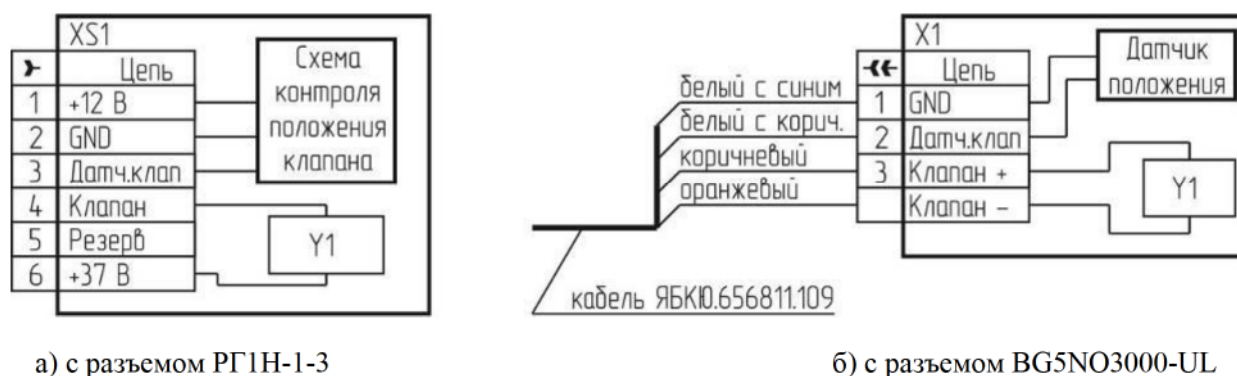 XS1
Цепь
1 +12 В
2 GND
3 Датч.клап
4 Клапан
5 Резерв
6 +37 В
Схема
контроля
положения
клапана
Y1
а) с разъемом РГ1Н-1-3
белый с синим
белый с корич.
коричневый
оранжевый
кабель ЯБКЮ.656811.109
X1
Цепь
1 GND
2 Датч.клап
3 Клапан +
Клапан –
Датчик
положения
Y1
б) с разъемом BG5NO3000-UL